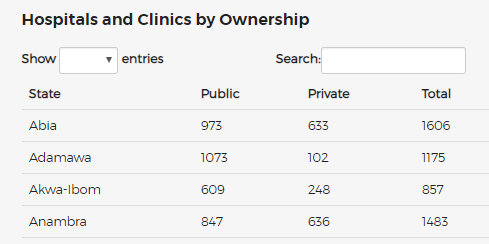 Hospitals and Clinics by Ownership
Show entries Search:
State Public Private Total
Abia 973 633 1606
Adamawa 1073 102 1175
Akwa-Ibom 609 248 857
Anambra 847 636 1483